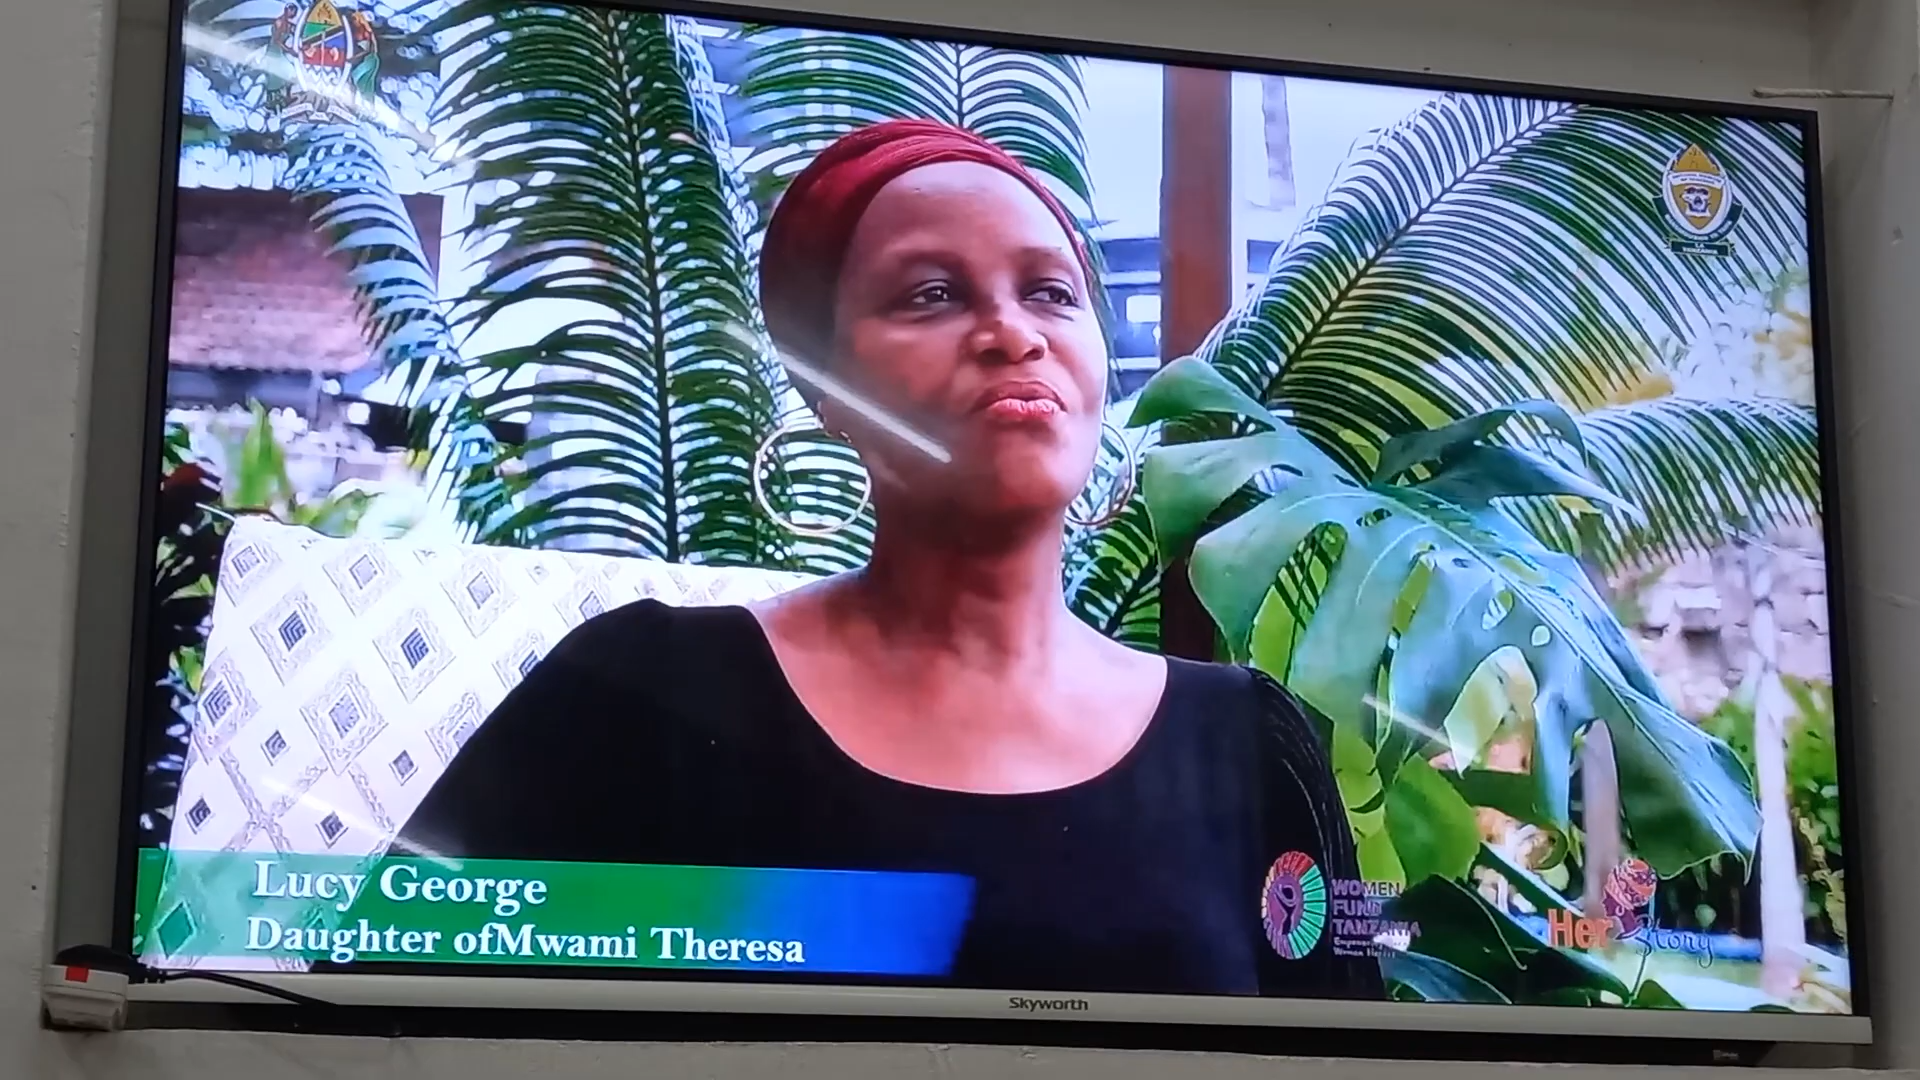 Lucy George
Daughter ofMwami Theresa
WOMEN
FUND
TANZANIA
Her Story
Skyworth